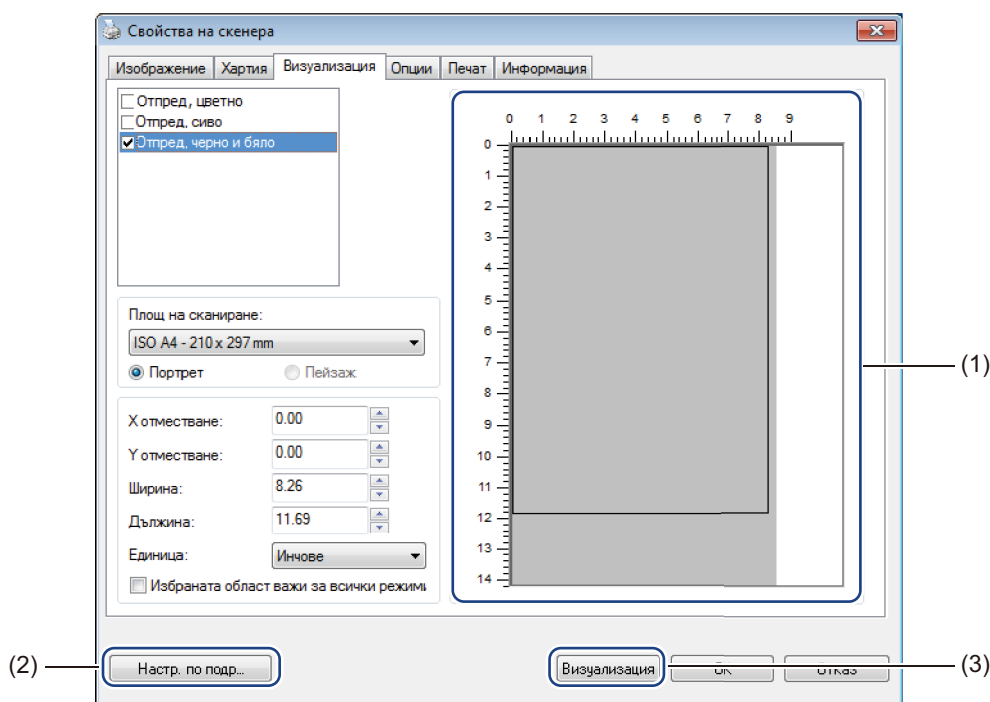 Свойства на скенера
Изображение Хартия Визуализация Опции Печат Информация
Отпред, цветно
Отпред, сиво
Отпред, черно и бяло
0 1 2 3 4 5 6 7 8 9
0
1
2
3
4
5
6
7
8
9
10
11
12
13
14
(1)
Площ на сканиране:
ISO A4 - 210 x 297 mm
Портрет Пейзаж
X отместване: 0.00
Y отместване: 0.00
Ширина: 8.26
Дължина: 11.69
Единица: Инчове
Избраната област важи за всички режими
(2) Настр. по подр... Визуализация OK Отказ (3)